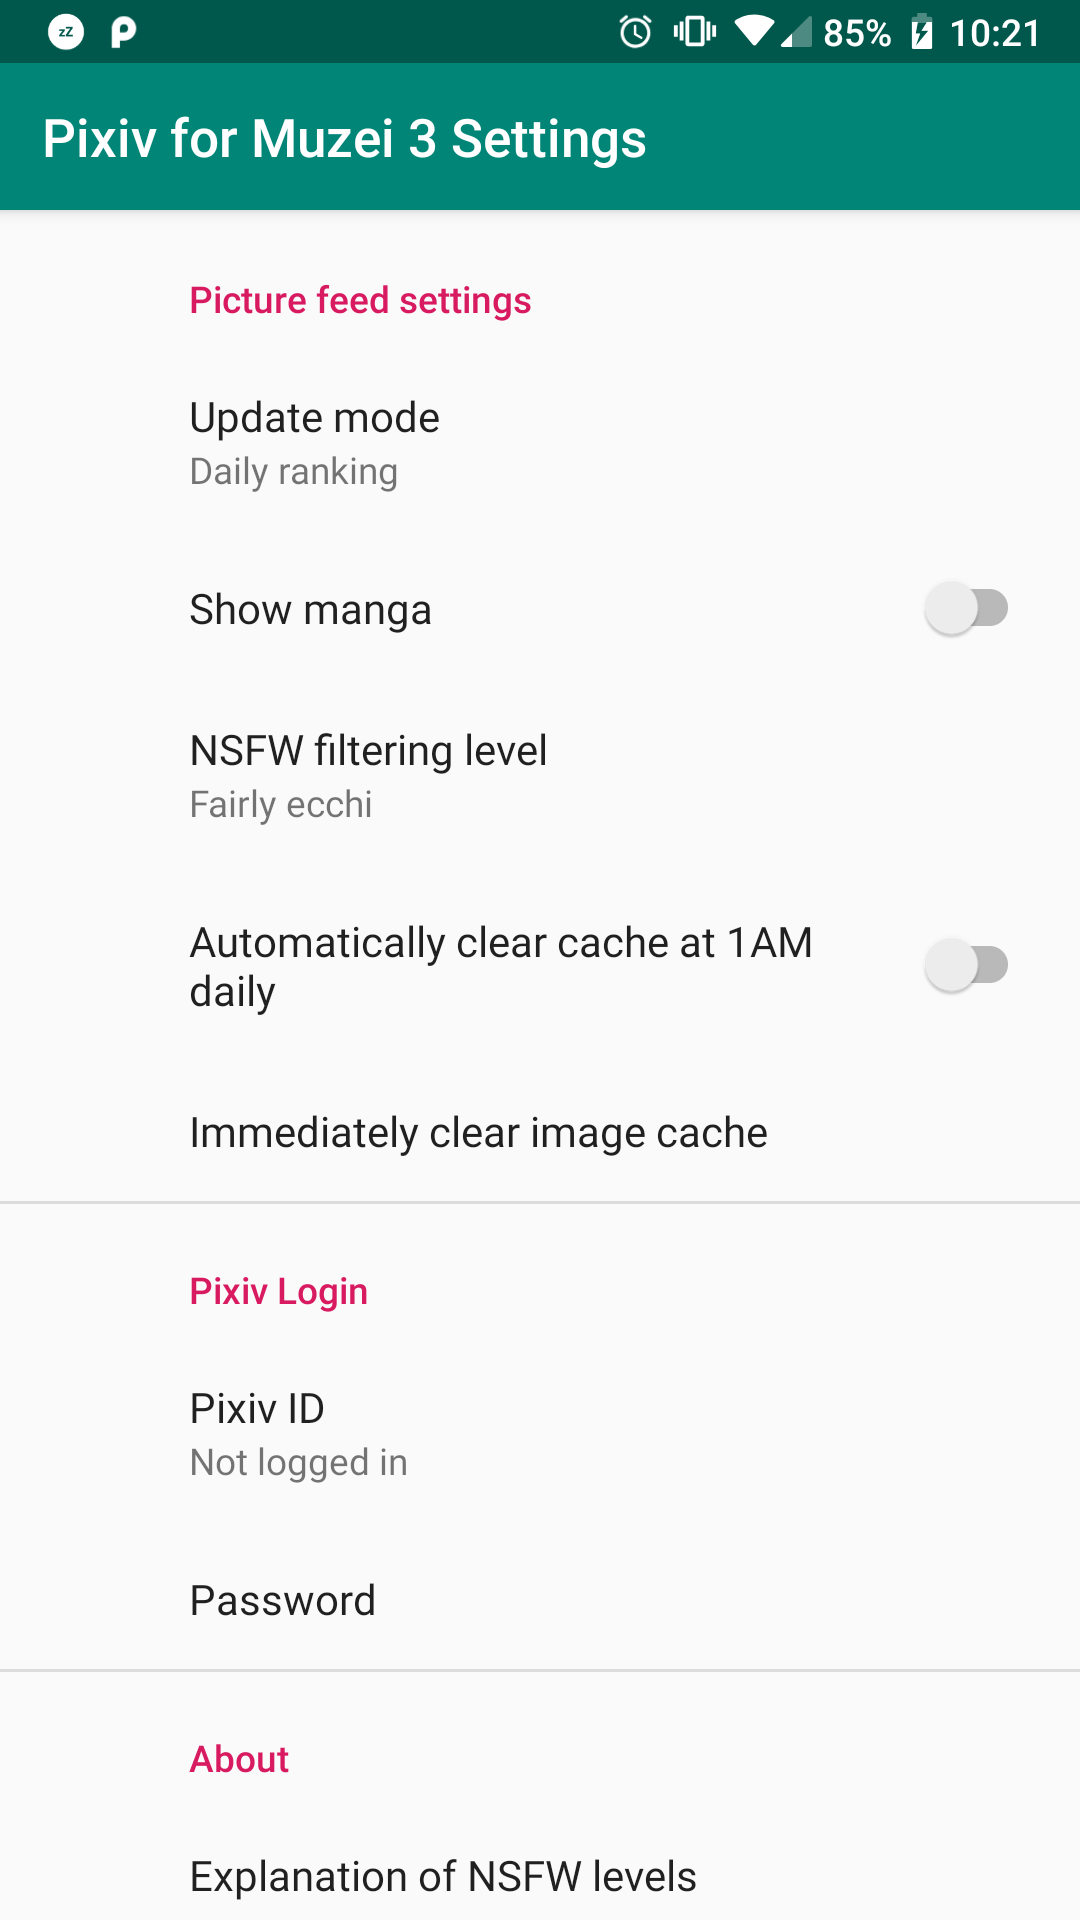 zZ 85% 10:21
Pixiv for Muzei 3 Settings
Picture feed settings
Update mode
Daily ranking
Show manga
NSFW filtering level
Fairly ecchi
Automatically clear cache at 1AM
daily
Immediately clear image cache
Pixiv Login
Pixiv ID
Not logged in
Password
About
Explanation of NSFW levels